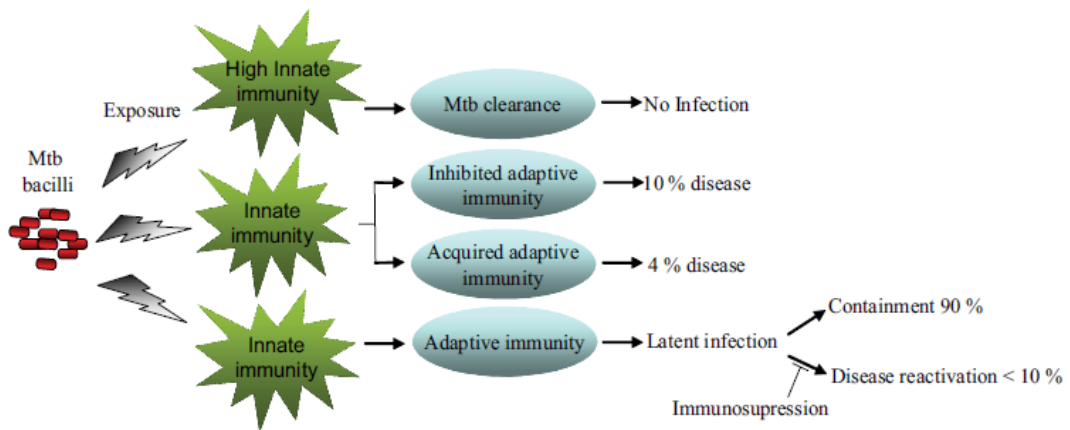 High Innate
immunity
Exposure
Mtb clearance
No Infection
Mtb
bacilli
Inhibited adaptive
immunity
10 % disease
Innate
immunity
Acquired adaptive
immunity
4 % disease
Containment 90 %
Innate
immunity
Adaptive immunity
Latent infection
Disease reactivation < 10 %
Immunosupression